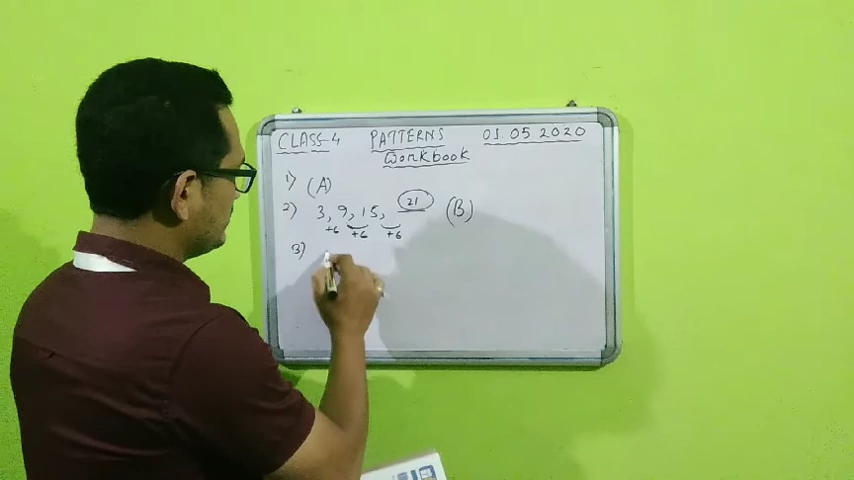 CLASS-4 PATTERNS 01 05 2020
Workbook
1) (A)
2) 3, 9, 15, 21 (B)
+6 +6 +6
3)